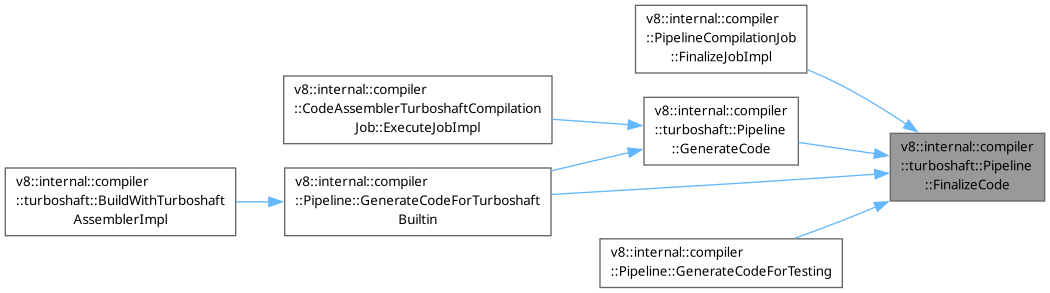 v8::internal::compiler
::PipelineCompilationJob
::FinalizeJobImpl
v8::internal::compiler
::CodeAssemblerTurboshaftCompilation
Job::ExecuteJobImpl
v8::internal::compiler
::turboshaft::Pipeline
::GenerateCode
v8::internal::compiler
::turboshaft::Pipeline
::FinalizeCode
v8::internal::compiler
::turboshaft::BuildWithTurboshaft
AssemblerImpl
v8::internal::compiler
::Pipeline::GenerateCodeForTurboshaft
Builtin
v8::internal::compiler
::Pipeline::GenerateCodeForTesting